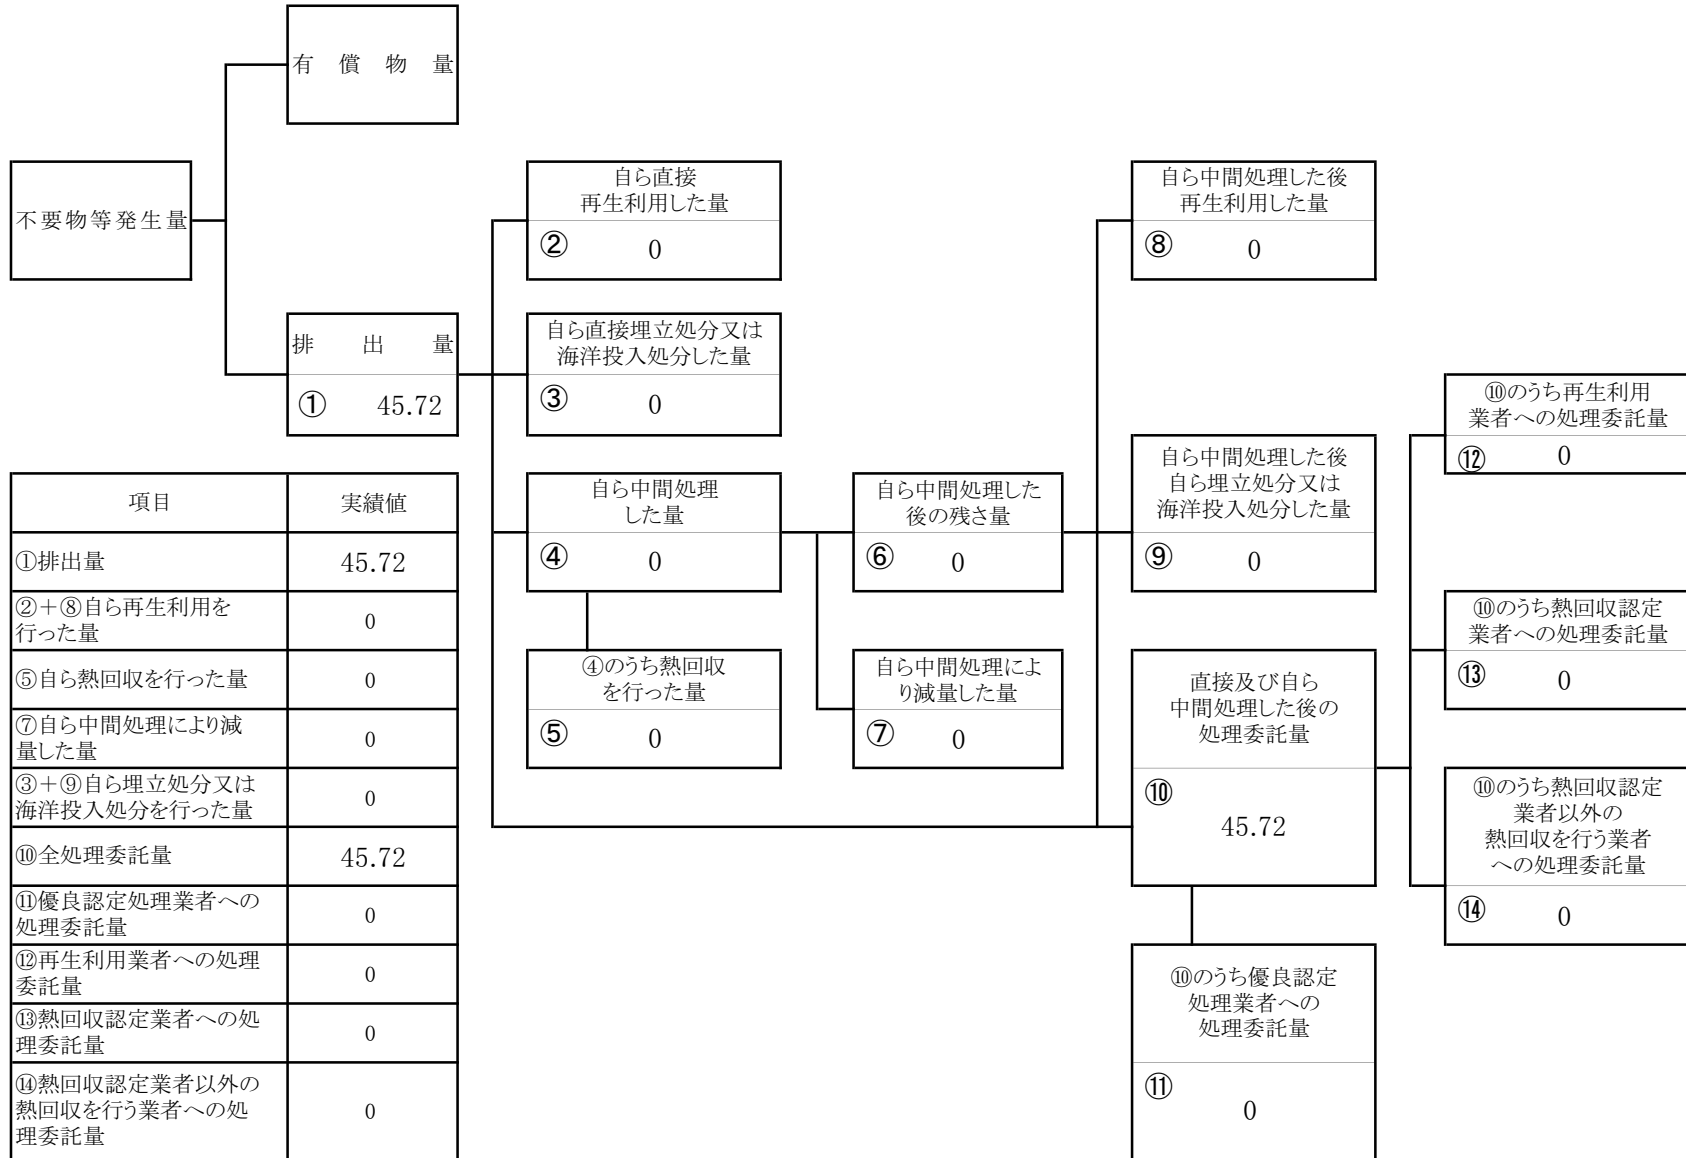 有償物量
不要物等発生量
排出量
① 45.72
自ら直接
再生利用した量
② 0
自ら直接埋立処分又は
海洋投入処分した量
③ 0
自ら中間処理
した量
④ 0
④のうち熱回収
を行った量
⑤ 0
自ら中間処理した
後の残さ量
⑥ 0
自ら中間処理によ
り減量した量
⑦ 0
自ら中間処理した後
再生利用した量
⑧ 0
自ら中間処理した後
自ら埋立処分又は
海洋投入処分した量
⑨ 0
直接及び自ら
中間処理した後の
処理委託量
⑩
45.72
⑩のうち優良認定
処理業者への
処理委託量
⑪
0
⑩のうち再生利用
業者への処理委託量
⑫ 0
⑩のうち熱回収認定
業者への処理委託量
⑬ 0
⑩のうち熱回収認定
業者以外の
熱回収を行う業者
への処理委託量
⑭ 0
項目 実績値
①排出量 45.72
②+⑧自ら再生利用を
行った量 0
⑤自ら熱回収を行った量 0
⑦自ら中間処理により減
量した量 0
③+⑨自ら埋立処分又は
海洋投入処分を行った量 0
⑩全処理委託量 45.72
⑪優良認定処理業者への
処理委託量 0
⑫再生利用業者への処理
委託量 0
⑬熱回収認定業者への処
理委託量 0
⑭熱回収認定業者以外の
熱回収を行う業者への処
理委託量 0